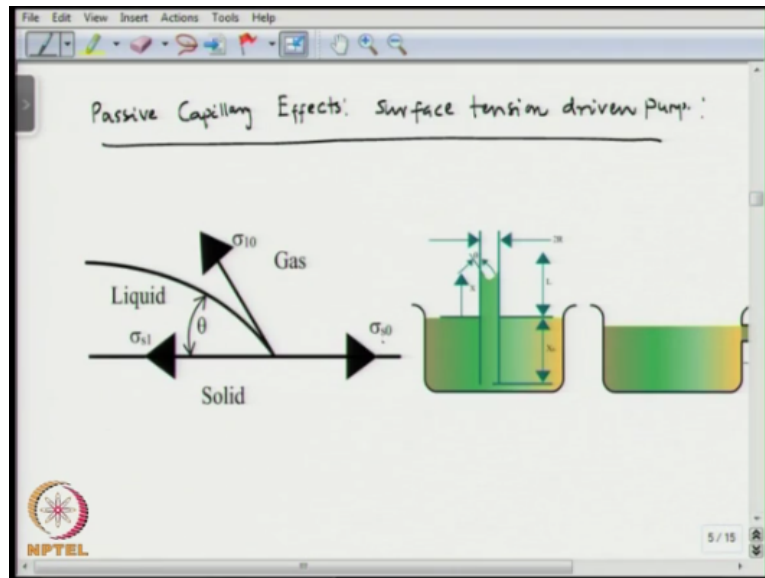 File Edit View Insert Actions Tools Help
Passive Capillary Effects: Surface tension driven pump:
σ10
Gas
Liquid
θ
σs1
σs0
Solid
2R
X
L
5 / 15
NPTEL